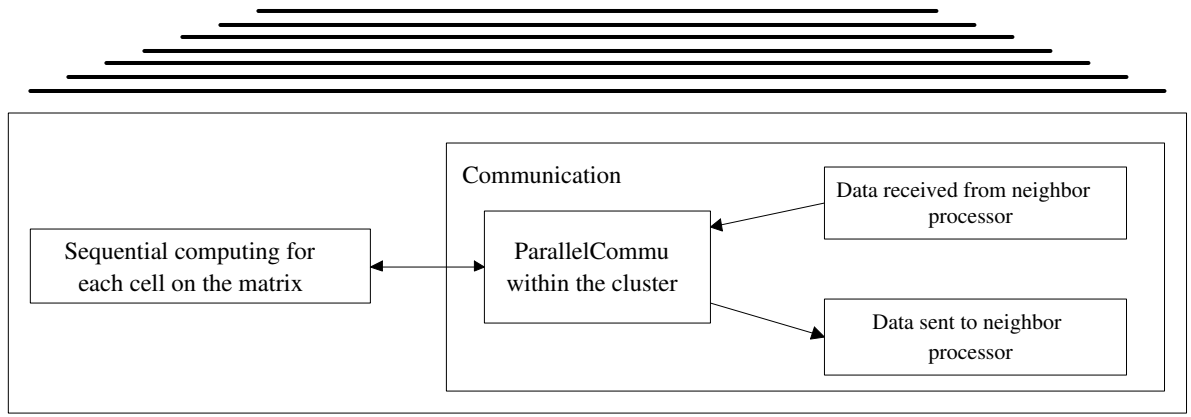 Communication
Data received from neighbor
processor
Sequential computing for
each cell on the matrix
ParallelCommu
within the cluster
Data sent to neighbor
processor